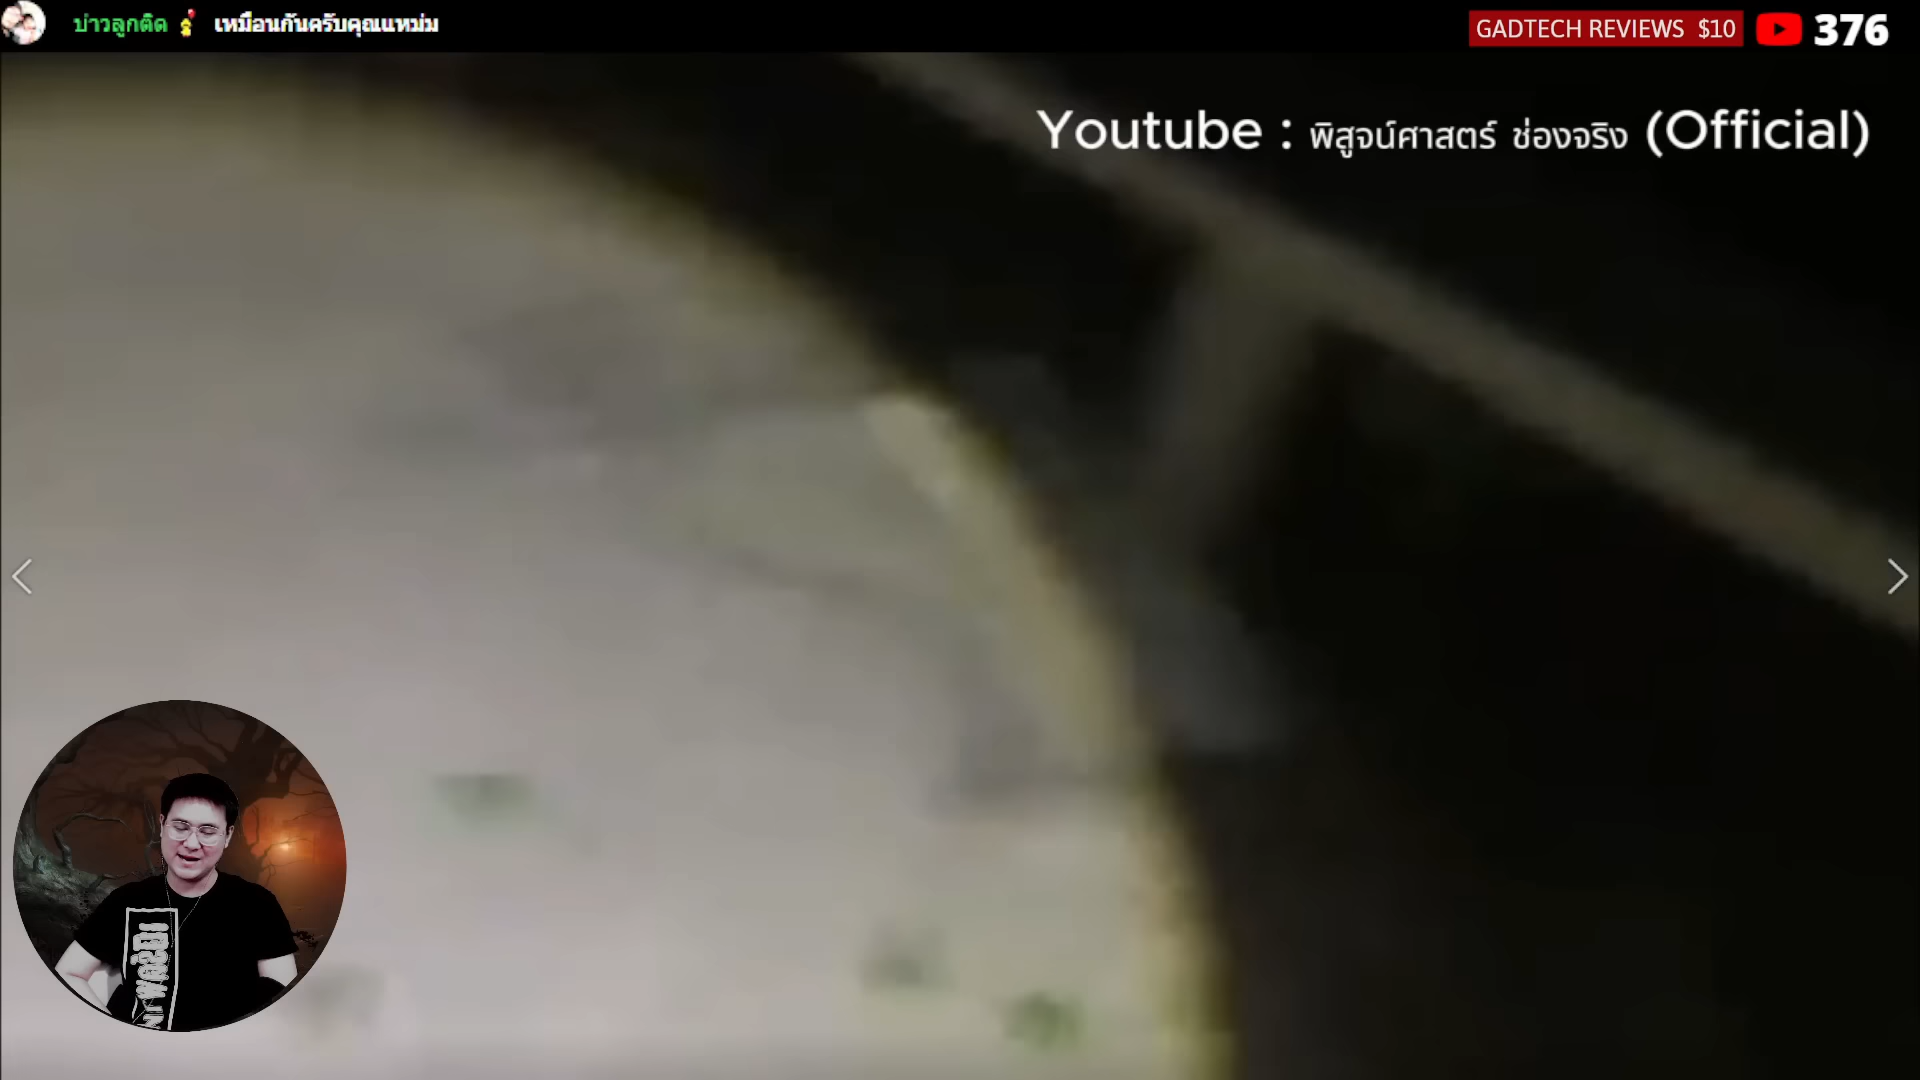 บ่าวลูกติด เหมือนกันครับคุณแหม่ม
GADTECH REVIEWS $10 376
Youtube : พิสูจน์ศาสตร์ ช่องจริง (Official)